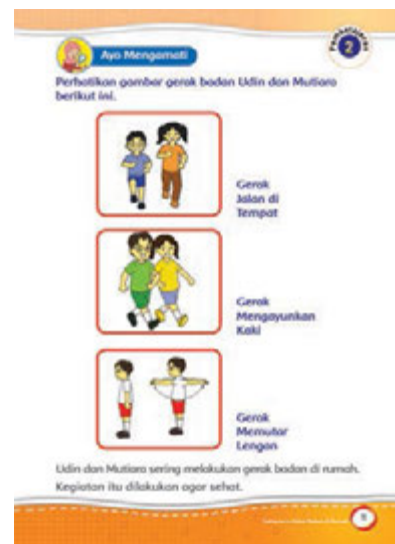 Ayo Mengamati
Pembelajaran
2
Perhatikan gambar gerak badan Udin dan Mutiara
berikut ini.
Gerak
Jalan di
Tempat
Gerak
Mengayunkan
Kaki
Gerak
Memutar
Lengan
Udin dan Mutiara sering melakukan gerak badan di rumah.
Kegiatan itu dilakukan agar sehat.